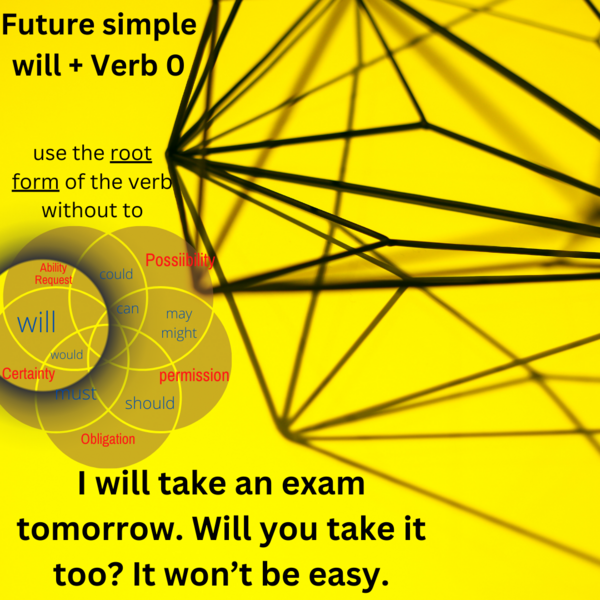 Future simple
will + Verb 0
use the root
form of the verb
without to
Ability
Request
could
Possiibility
can
will
may
might
would
Certainty
permission
must
should
Obligation
I will take an exam
tomorrow. Will you take it
too? It won’t be easy.